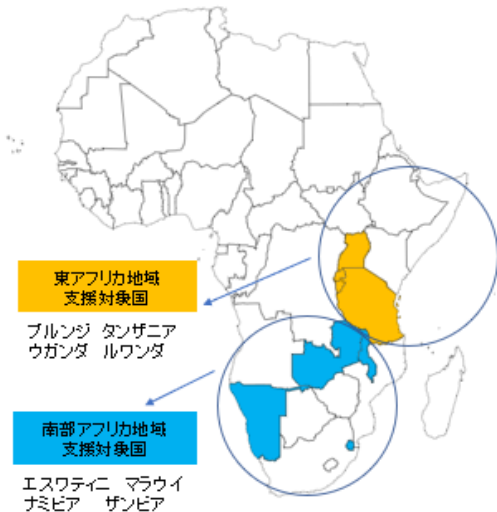 東アフリカ地域
支援対象国
ブルンジ タンザニア
ウガンダ ルワンダ
南部アフリカ地域
支援対象国
エスワティニ マラウイ
ナミビア ザンビア